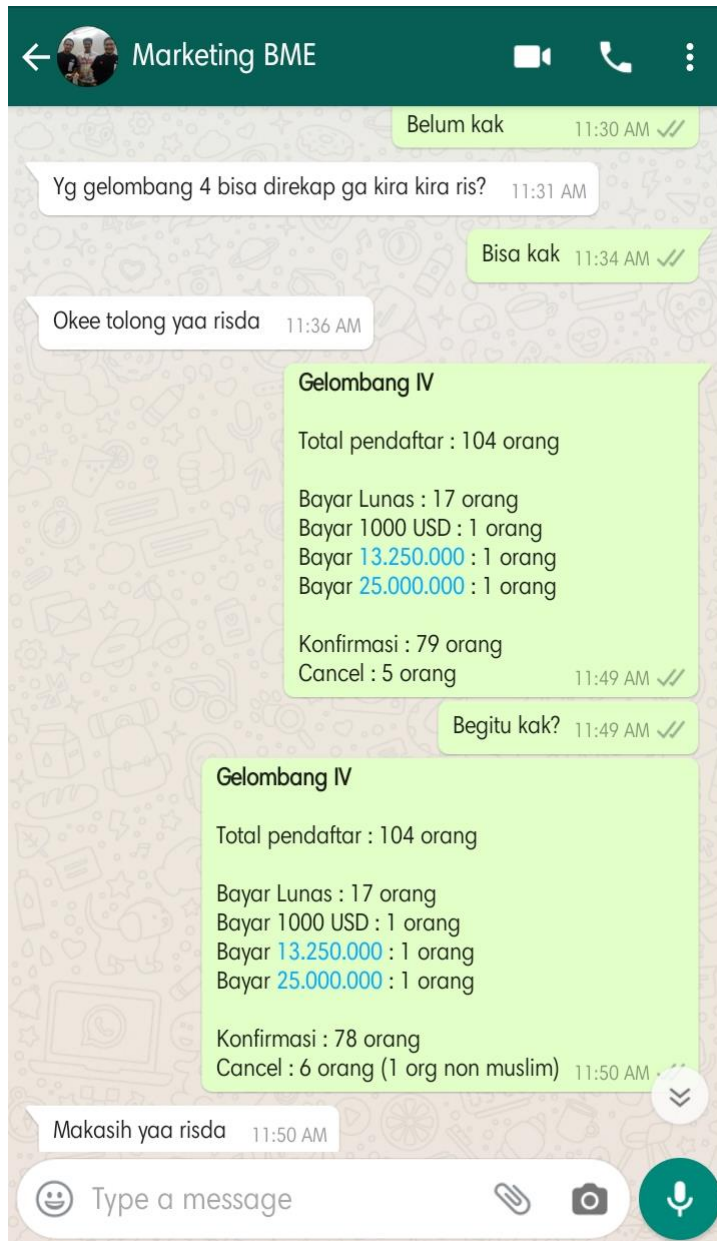 Marketing BME
Belum kak 11:30 AM
Yg gelombang 4 bisa direkap ga kira kira ris? 11:31 AM
Bisa kak 11:34 AM
Okee tolong yaa risda 11:36 AM
Gelombang IV
Total pendaftar : 104 orang
Bayar Lunas : 17 orang
Bayar 1000 USD : 1 orang
Bayar 13.250.000 : 1 orang
Bayar 25.000.000 : 1 orang
Konfirmasi : 79 orang
Cancel : 5 orang 11:49 AM
Begitu kak? 11:49 AM
Gelombang IV
Total pendaftar : 104 orang
Bayar Lunas : 17 orang
Bayar 1000 USD : 1 orang
Bayar 13.250.000 : 1 orang
Bayar 25.000.000 : 1 orang
Konfirmasi : 78 orang
Cancel : 6 orang (1 org non muslim) 11:50 AM
Makasih yaa risda 11:50 AM
Type a message